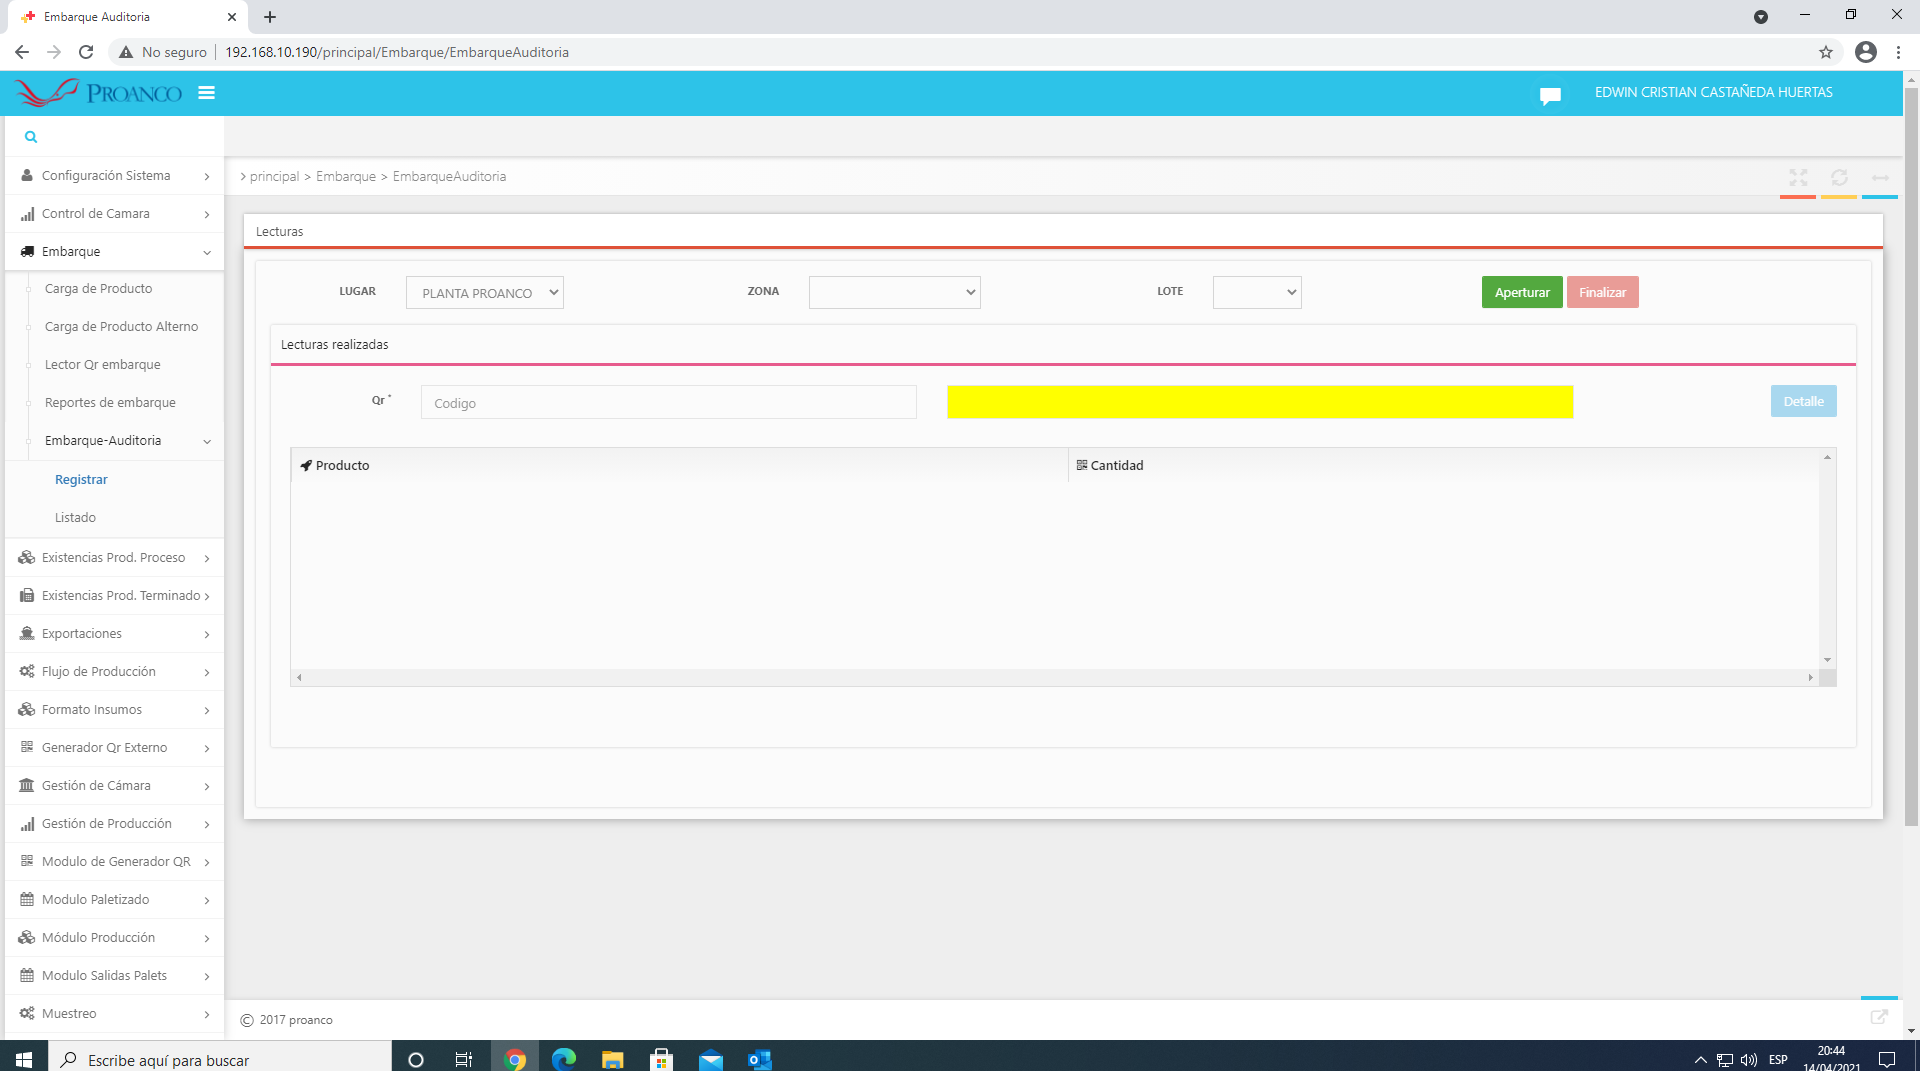 Embarque Auditoria
No seguro
192.168.10.190/principal/Embarque/EmbarqueAuditoria
PROANCO
EDWIN CRISTIAN CASTAÑEDA HUERTAS
Configuración Sistema
Control de Camara
Embarque
Carga de Producto
Carga de Producto Alterno
Lector Qr embarque
Reportes de embarque
Embarque-Auditoria
Registrar
Listado
Existencias Prod. Proceso
Existencias Prod. Terminado
Exportaciones
Flujo de Producción
Formato Insumos
Generador Qr Externo
Gestión de Cámara
Gestión de Producción
Modulo de Generador QR
Modulo Paletizado
Módulo Producción
Modulo Salidas Palets
Muestreo
> principal > Embarque > EmbarqueAuditoria
Lecturas
LUGAR PLANTA PROANCO ZONA LOTE Aperturar Finalizar
Lecturas realizadas
Qr * Codigo Detalle
Producto Cantidad
© 2017 proanco
Escribe aquí para buscar
ESP
20:44
14/04/2021